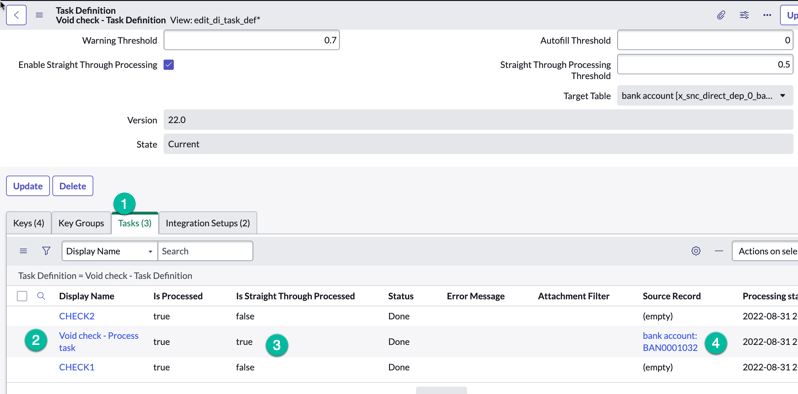 Task Definition
Void check - Task Definition View: edit_di_task_def*
Up
Warning Threshold 0.7 Autofill Threshold 0
Enable Straight Through Processing Straight Through Processing Threshold 0.5
Target Table bank account [x_snc_direct_dep_0_ba...
Version 22.0
State Current
Update Delete
1
Keys (4) Key Groups Tasks (3) Integration Setups (2)
Display Name Search Actions on sele
Task Definition = Void check - Task Definition
Display Name Is Processed Is Straight Through Processed Status Error Message Attachment Filter Source Record Processing sta
CHECK2 true false Done (empty) 2022-08-31 2
2 Void check - Process task true true 3 Done bank account: BAN0001032 4 2022-08-31 2
CHECK1 true false Done (empty) 2022-08-31 2